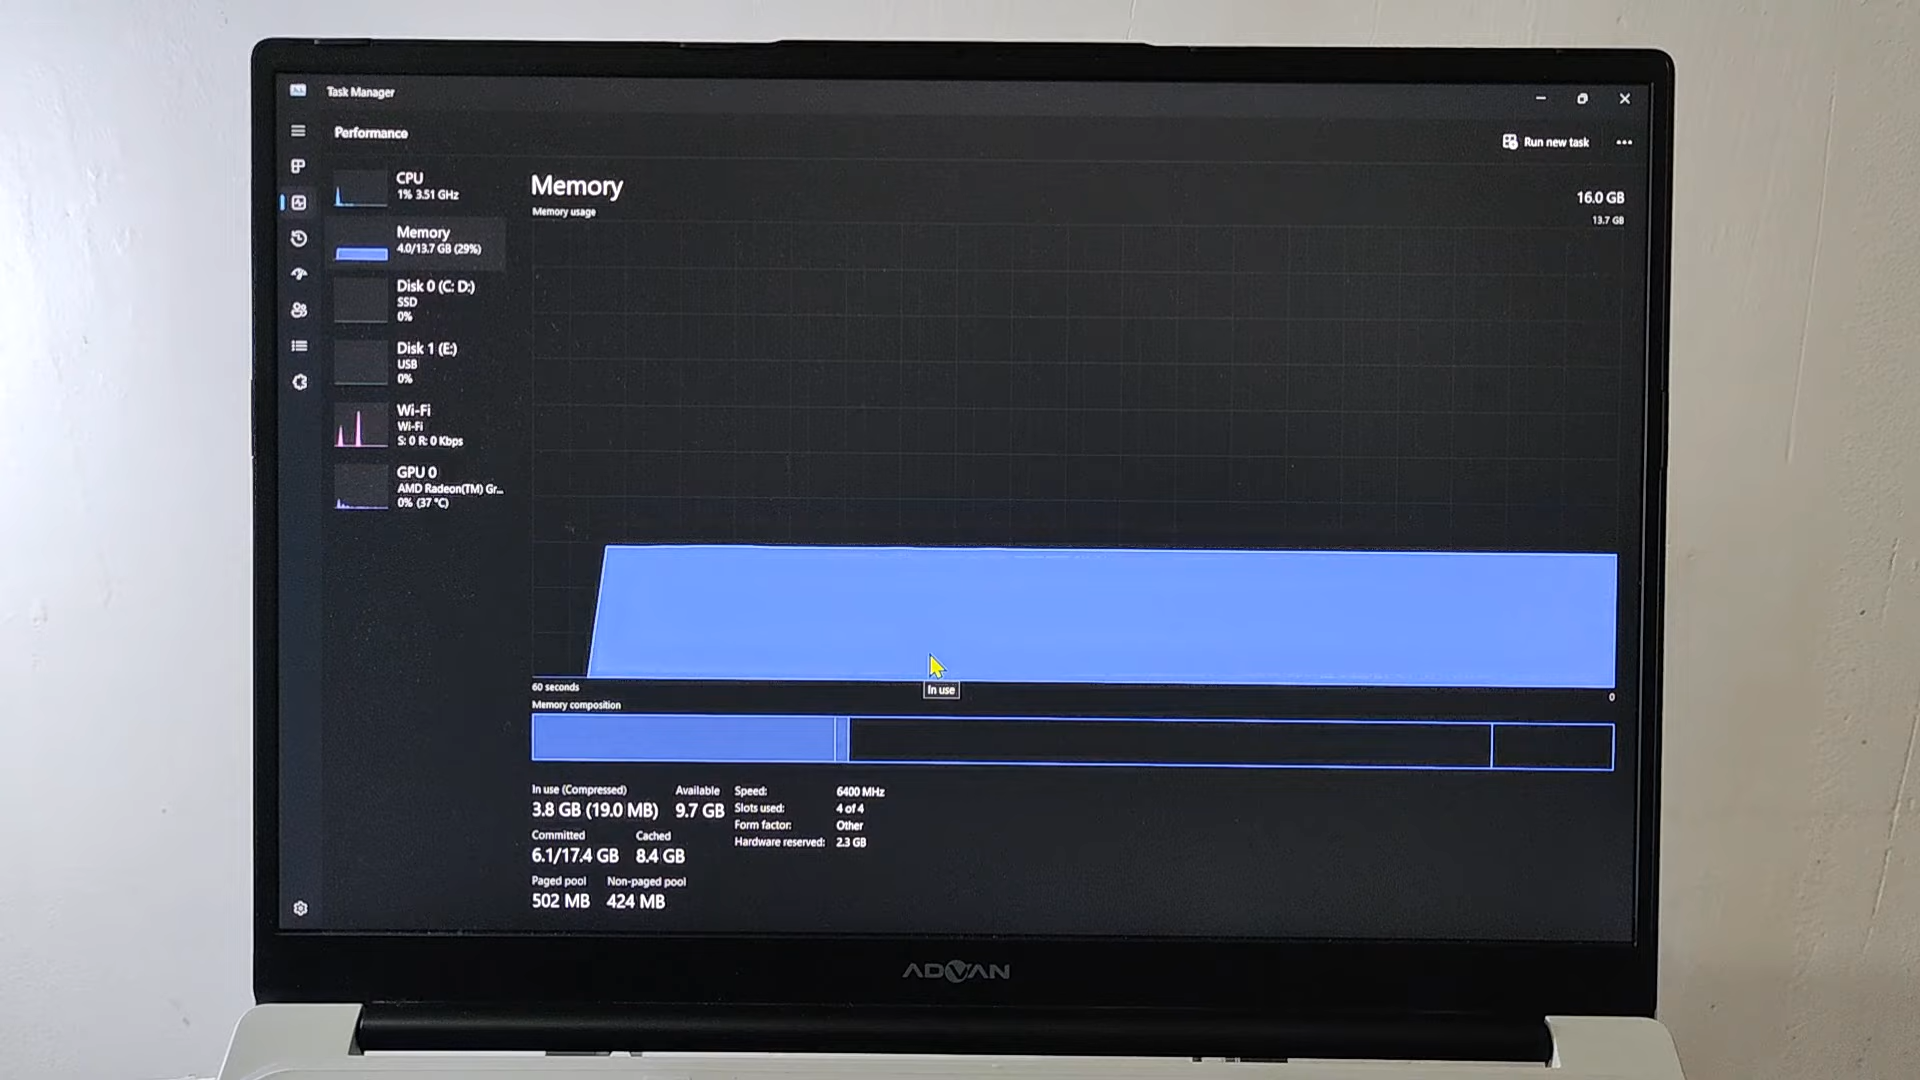 Task Manager
Performance
Run new task
CPU
1% 3.51 GHz
Memory
4.0/13.7 GB (29%)
Disk 0 (C: D:)
SSD
0%
Disk 1 (E:)
USB
0%
Wi-Fi
Wi-Fi
S: 0 R: 0 Kbps
GPU 0
AMD Radeon(TM) Gr...
0% (37 °C)
Memory
16.0 GB
Memory usage
13.7 GB
60 seconds
0
In use
Memory composition
In use (Compressed)
3.8 GB (19.0 MB)
Available
9.7 GB
Committed
6.1/17.4 GB
Cached
8.4 GB
Paged pool
502 MB
Non-paged pool
424 MB
Speed: 6400 MHz
Slots used: 4 of 4
Form factor: Other
Hardware reserved: 2.3 GB
ADVAN